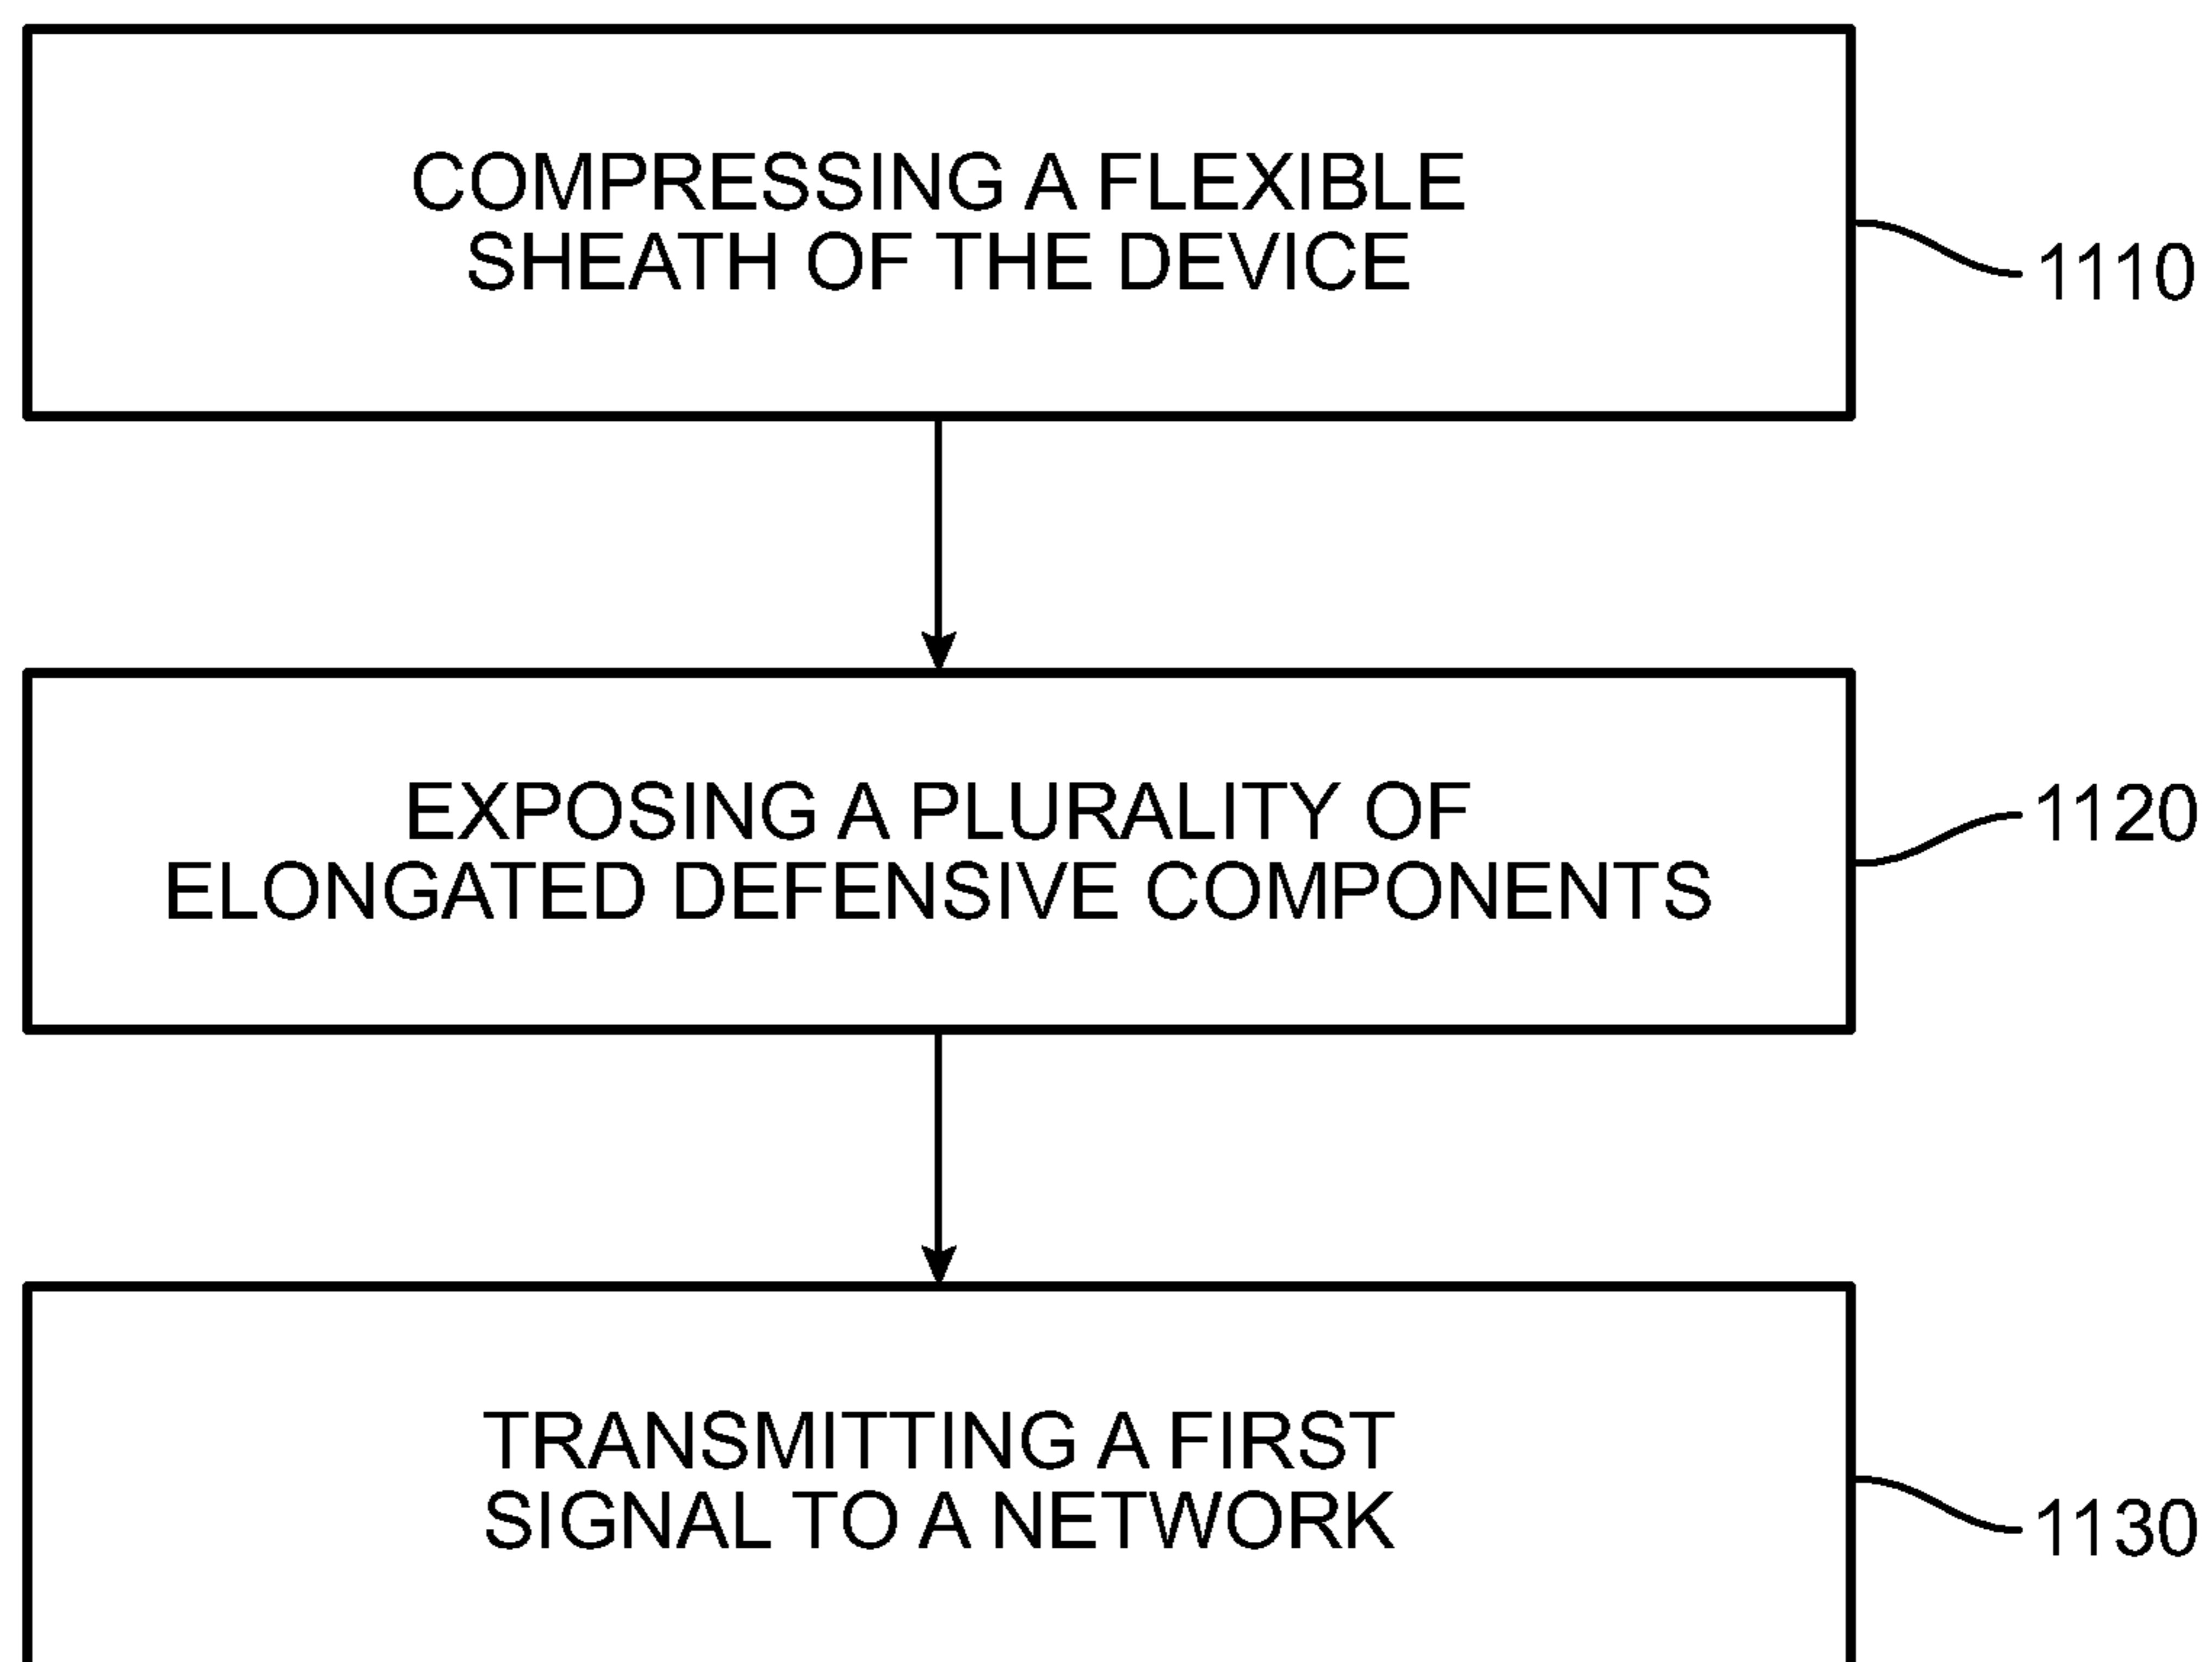 COMPRESSING A FLEXIBLE
SHEATH OF THE DEVICE
1110
EXPOSING A PLURALITY OF
ELONGATED DEFENSIVE COMPONENTS
1120
TRANSMITTING A FIRST
SIGNAL TO A NETWORK
1130